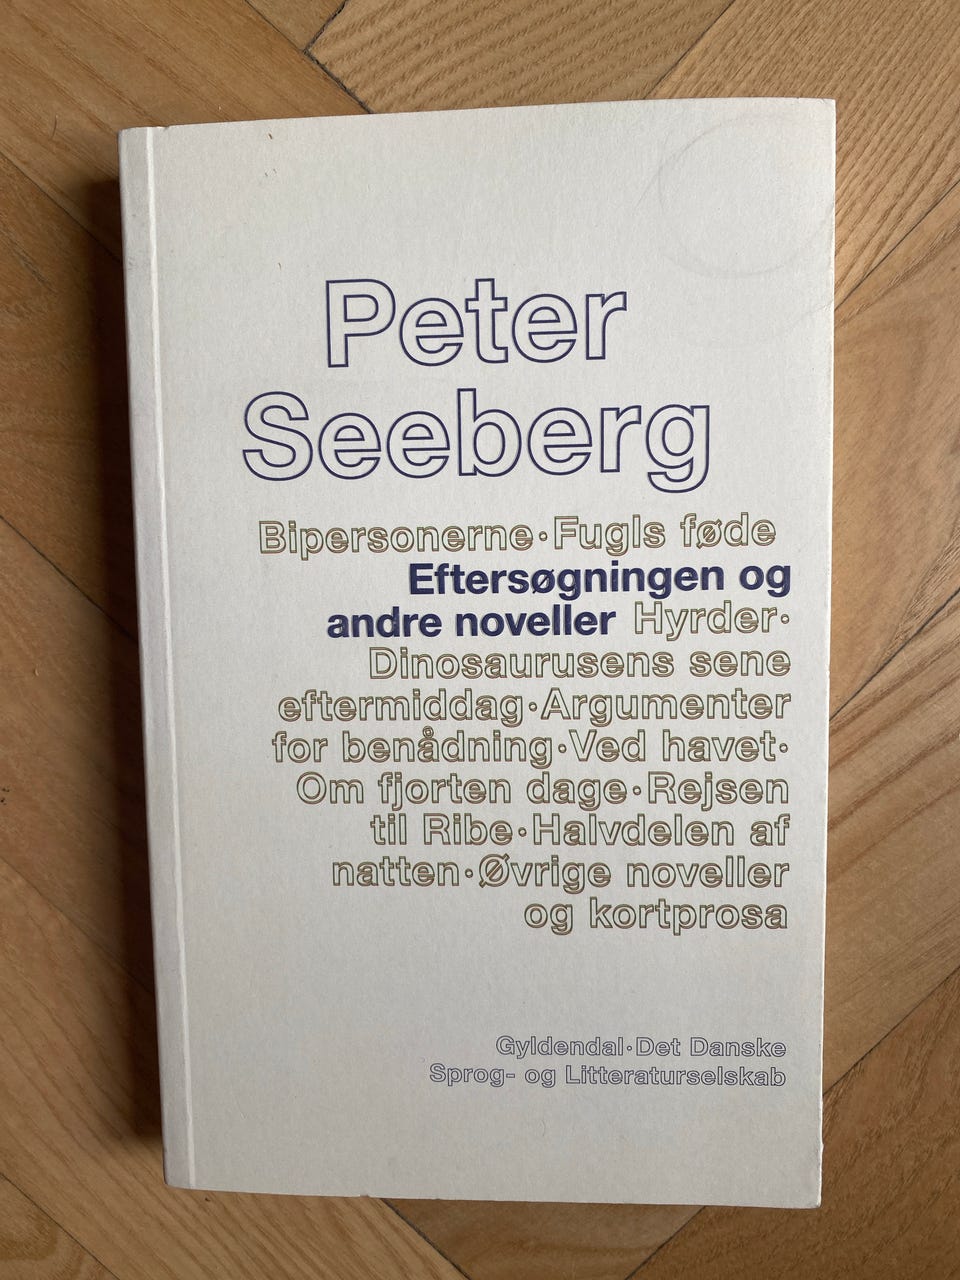 Peter
Seeberg
Bipersonerne·Fugls føde
Eftersøgningen og
andre noveller Hyrder·
Dinosaurusens sene
eftermiddag·Argumenter
for benådning·Ved havet·
Om fjorten dage·Rejsen
til Ribe·Halvdelen af
natten·Øvrige noveller
og kortprosa
Gyldendal·Det Danske
Sprog- og Litteraturselskab